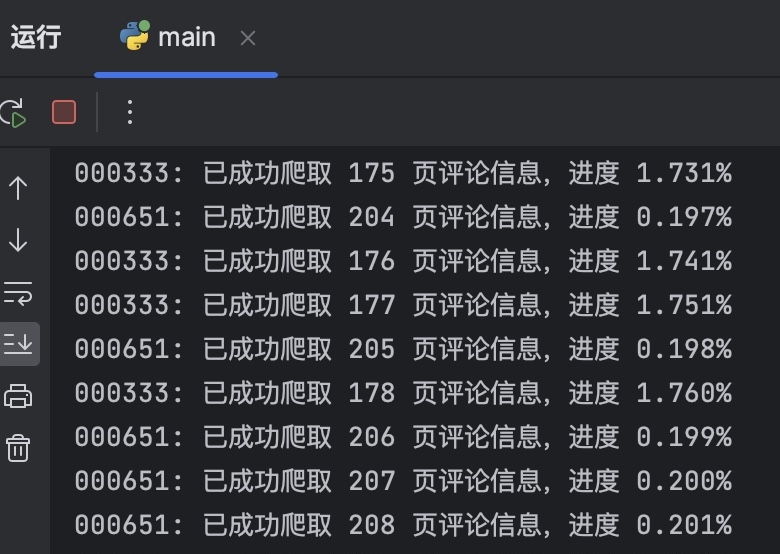 运行 main
000333: 已成功爬取 175 页评论信息, 进度 1.731%
000651: 已成功爬取 204 页评论信息, 进度 0.197%
000333: 已成功爬取 176 页评论信息, 进度 1.741%
000333: 已成功爬取 177 页评论信息, 进度 1.751%
000651: 已成功爬取 205 页评论信息, 进度 0.198%
000333: 已成功爬取 178 页评论信息, 进度 1.760%
000651: 已成功爬取 206 页评论信息, 进度 0.199%
000651: 已成功爬取 207 页评论信息, 进度 0.200%
000651: 已成功爬取 208 页评论信息, 进度 0.201%